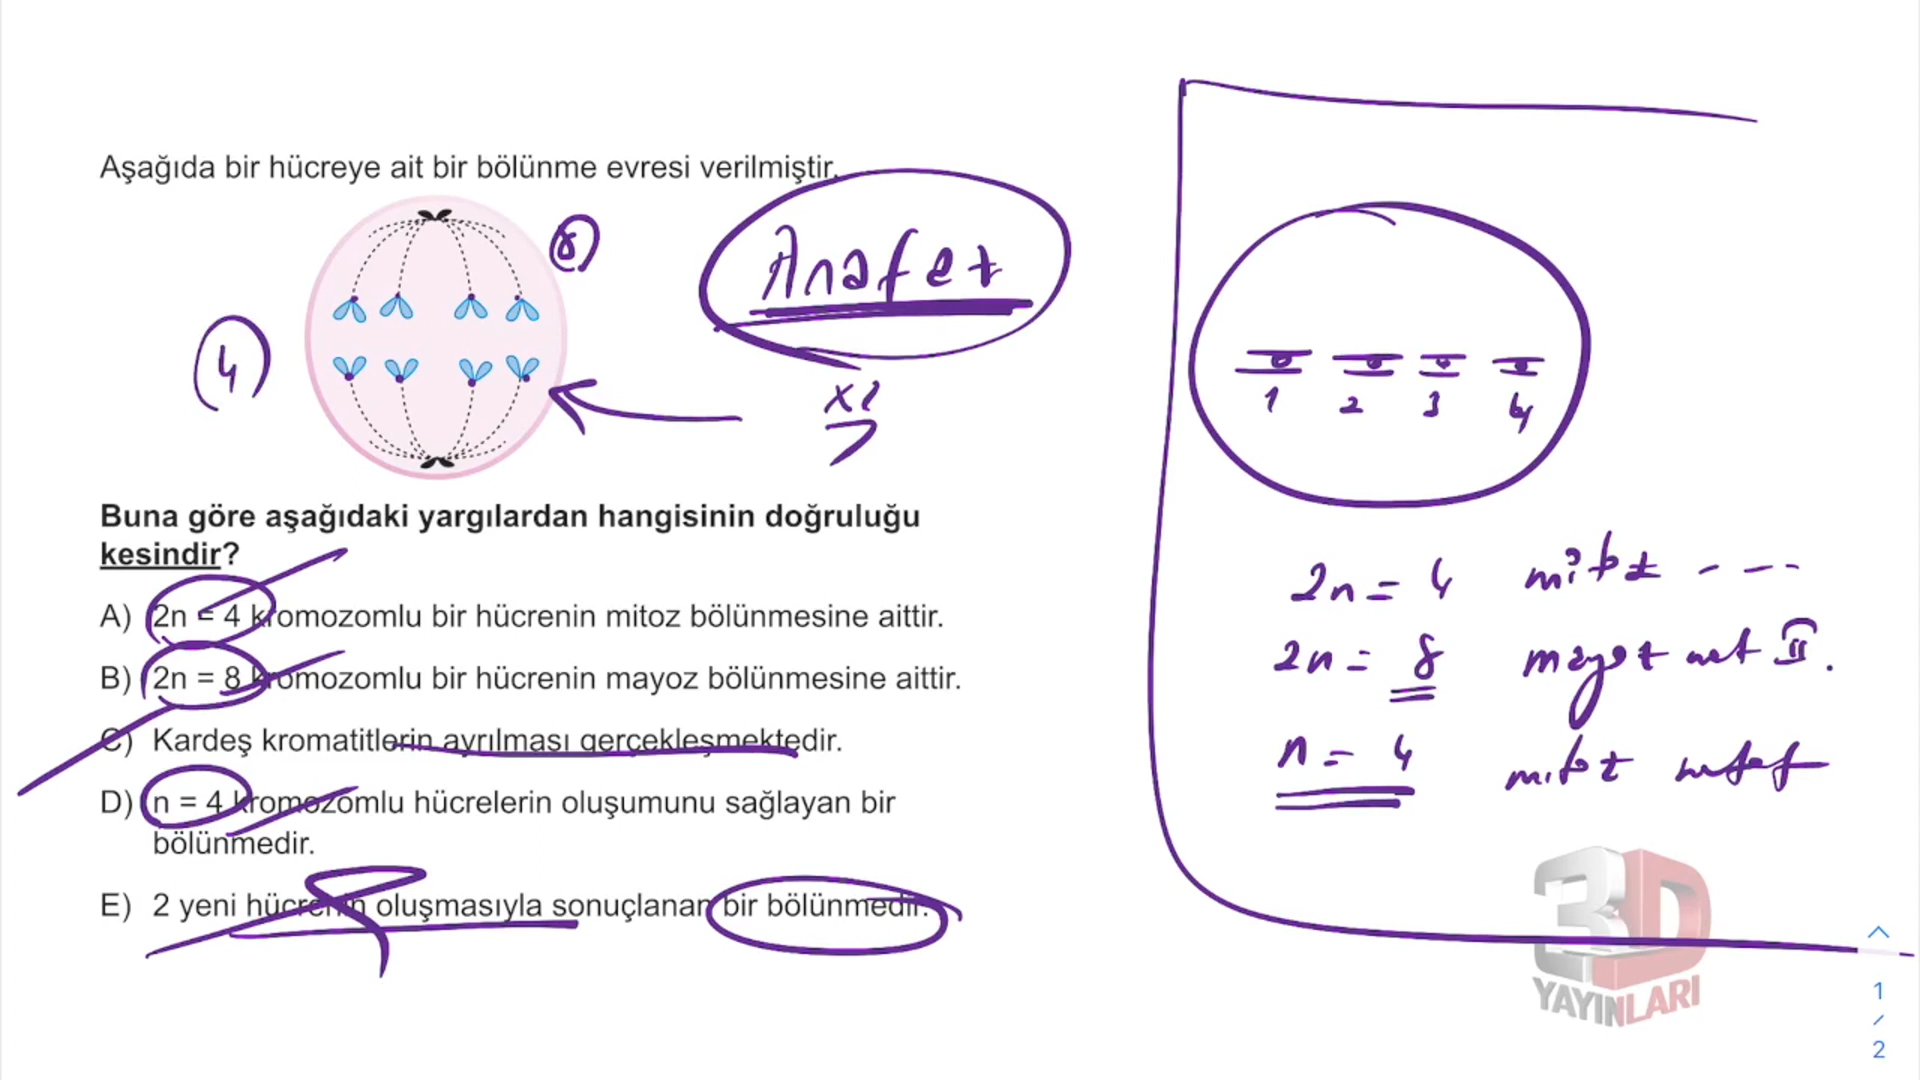 Aşağıda bir hücreye ait bir bölünme evresi verilmiştir.
8
Anafet
4
x2
1 2 3 4
Buna göre aşağıdaki yargılardan hangisinin doğruluğu
kesindir?
A) 2n = 4 kromozomlu bir hücrenin mitoz bölünmesine aittir.
B) 2n = 8 kromozomlu bir hücrenin mayoz bölünmesine aittir.
C) Kardeş kromatitlerin ayrılması gerçekleşmektedir.
D) n = 4 kromozomlu hücrelerin oluşumunu sağlayan bir
bölünmedir.
E) 2 yeni hücrenin oluşmasıyla sonuçlanan bir bölünmedir.
2n = 4 mitoz ----
2n = 8 mayoz II.
n = 4 mitoz
3D
YAYINLARI
1
/
2